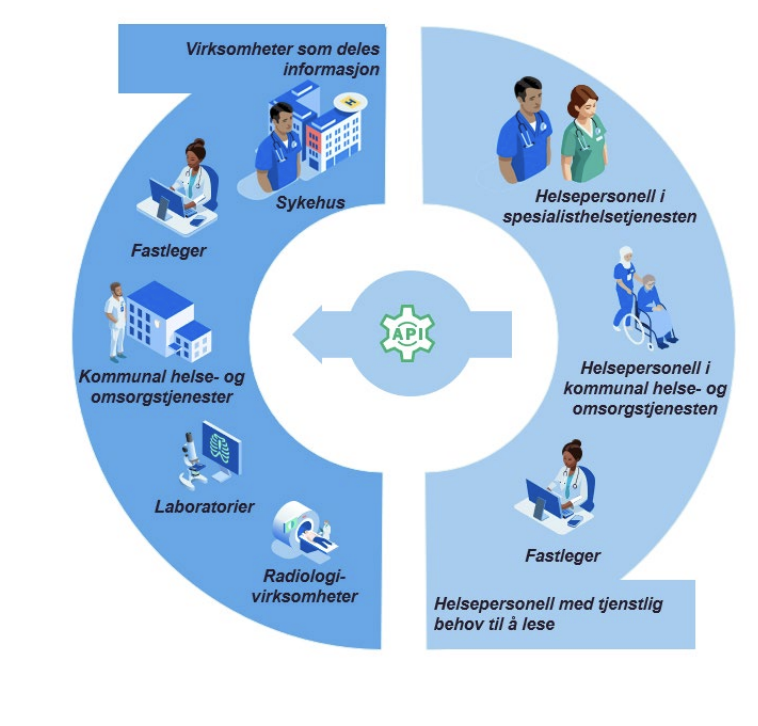 Virksomheter som deles
informasjon
Sykehus
Fastleger
Kommunal helse- og
omsorgstjenester
Laboratorier
Radiologi-
virksomheter
API
Helsepersonell i
spesialisthelsetjenesten
Helsepersonell i
kommunal helse- og
omsorgstjenesten
Fastleger
Helsepersonell med tjenstlig
behov til å lese